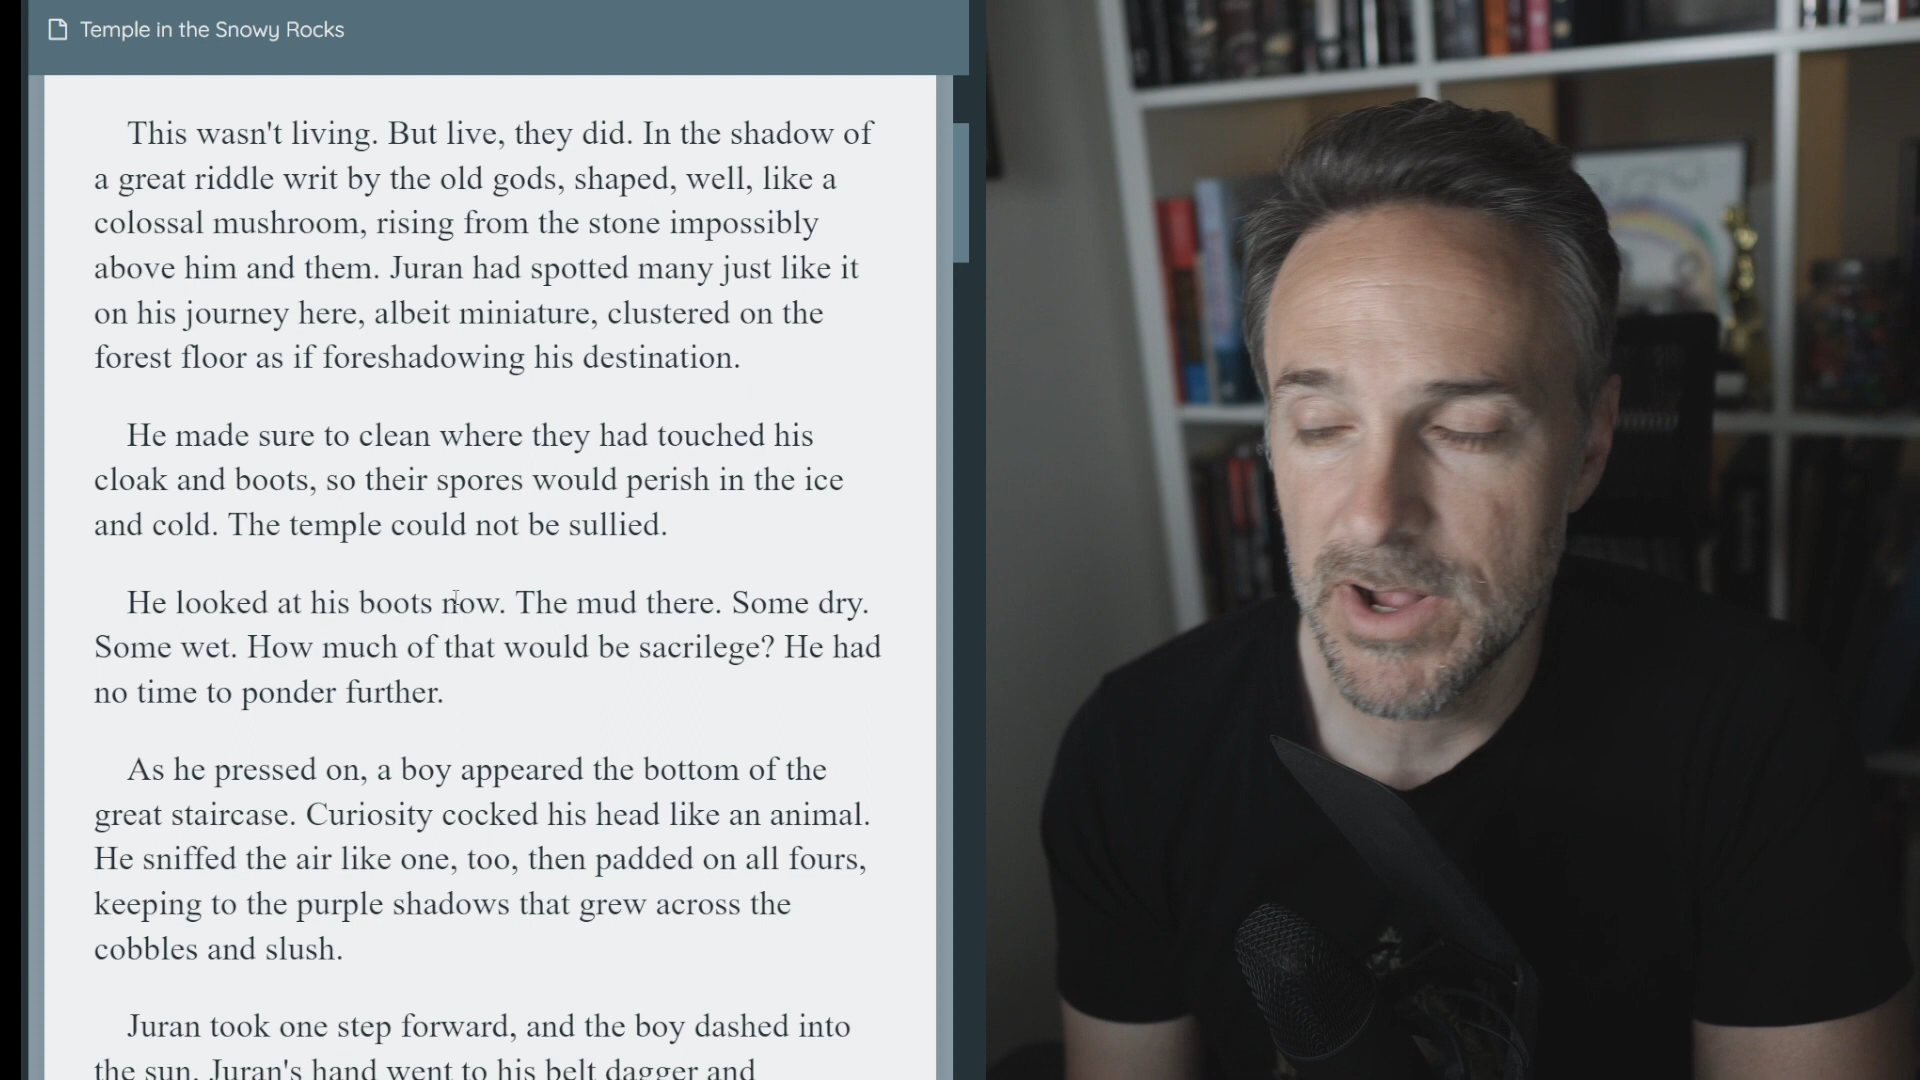 Temple in the Snowy Rocks
This wasn't living. But live, they did. In the shadow of
a great riddle writ by the old gods, shaped, well, like a
colossal mushroom, rising from the stone impossibly
above him and them. Juran had spotted many just like it
on his journey here, albeit miniature, clustered on the
forest floor as if foreshadowing his destination.
He made sure to clean where they had touched his
cloak and boots, so their spores would perish in the ice
and cold. The temple could not be sullied.
He looked at his boots now. The mud there. Some dry.
Some wet. How much of that would be sacrilege? He had
no time to ponder further.
As he pressed on, a boy appeared the bottom of the
great staircase. Curiosity cocked his head like an animal.
He sniffed the air like one, too, then padded on all fours,
keeping to the purple shadows that grew across the
cobbles and slush.
Juran took one step forward, and the boy dashed into
the sun. Juran's hand went to his belt dagger and